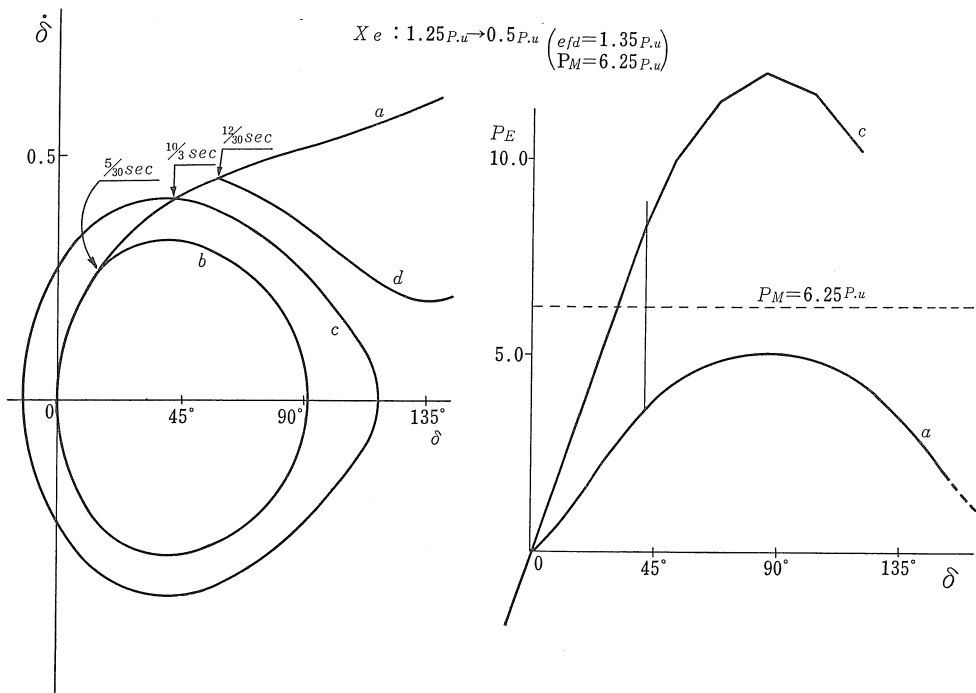 Xe : 1.25P.u→0.5P.u (efd=1.35P.u
PM=6.25P.u)
δ̇
a
12/30 sec
10/3 sec
5/30 sec
0.5
b
c
d
0
45°
90°
135°
δ
PE
10.0
c
PM=6.25P.u
5.0
a
0
45°
90°
135°
δ